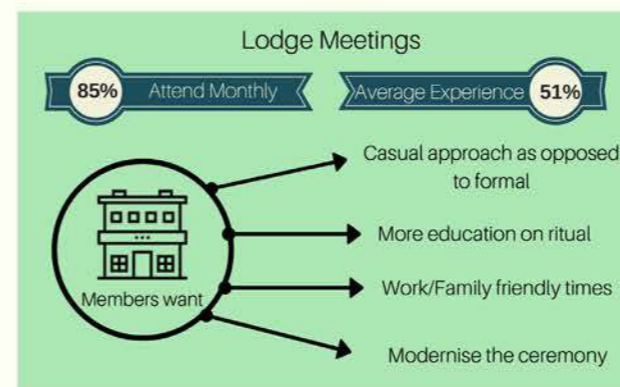 Lodge Meetings
85% Attend Monthly
Average Experience 51%
Members want
Casual approach as opposed
to formal
More education on ritual
Work/Family friendly times
Modernise the ceremony